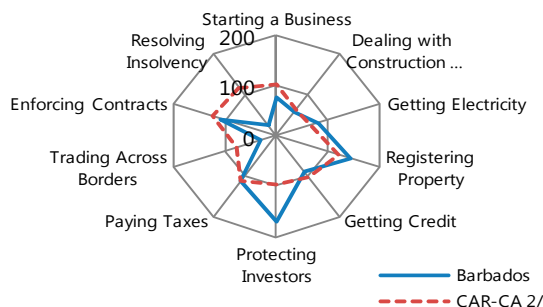 Starting a Business
200
Resolving
Insolvency
Dealing with
Construction ...
100
Enforcing Contracts
Getting Electricity
0
Trading Across
Borders
Registering
Property
Paying Taxes
Getting Credit
Protecting
Investors
Barbados
CAR-CA 2/